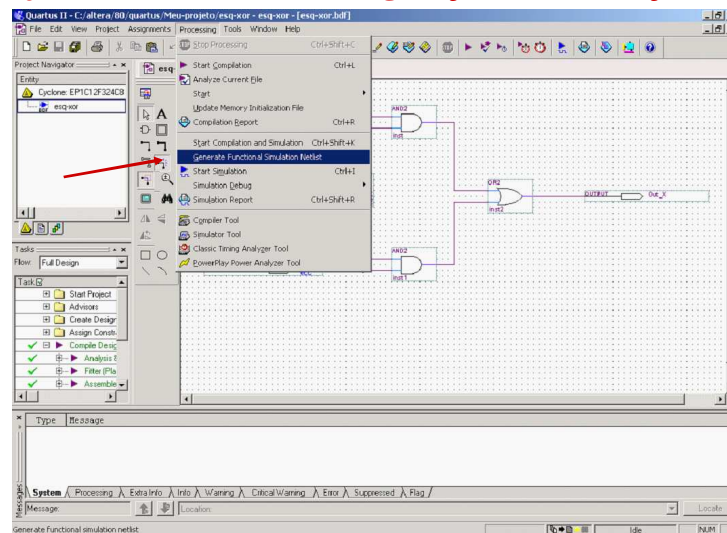 Quartus II - C:/altera/80/quartus/Meu-projeto/esq-xor - esq-xor - [esq-xor.bdf]
File Edit View Project Assignments Processing Tools Window Help
Stop Processing Ctrl+Shift+C
Project Navigator
Entity
Cyclone: EP1C12F324C8
esq-xor
esq-
Start Compilation Ctrl+L
Analyze Current File
Start
Update Memory Initialization File
Compilation Report Ctrl+R
Start Compilation and Simulation Ctrl+Shift+K
Generate Functional Simulation Netlist
Start Simulation Ctrl+I
Simulation Debug
Simulation Report Ctrl+Shift+R
Compiler Tool
Simulator Tool
Classic Timing Analyzer Tool
PowerPlay Power Analyzer Tool
AND2
inst
OR2
inst2
OUTPUT Out_X
AND2
inst1
VCC
Tasks
Flow: Full Design
Task
Start Project
Advisors
Create Design
Assign Constr
Compile Desig
Analysis &
Fitter (Pla
Assemble
Type Message
System Processing Extra Info Info Warning Critical Warning Error Suppressed Flag
Messages
Message: Location: Locate
Generate functional simulation netlist Idle NUM